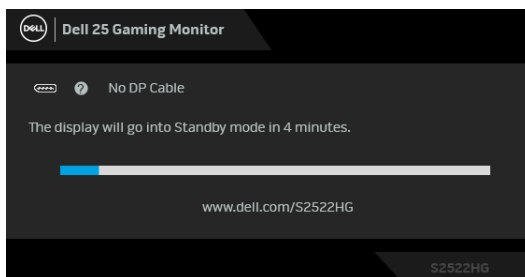 DELL
Dell 25 Gaming Monitor
No DP Cable
The display will go into Standby mode in 4 minutes.
www.dell.com/S2522HG
S2522HG